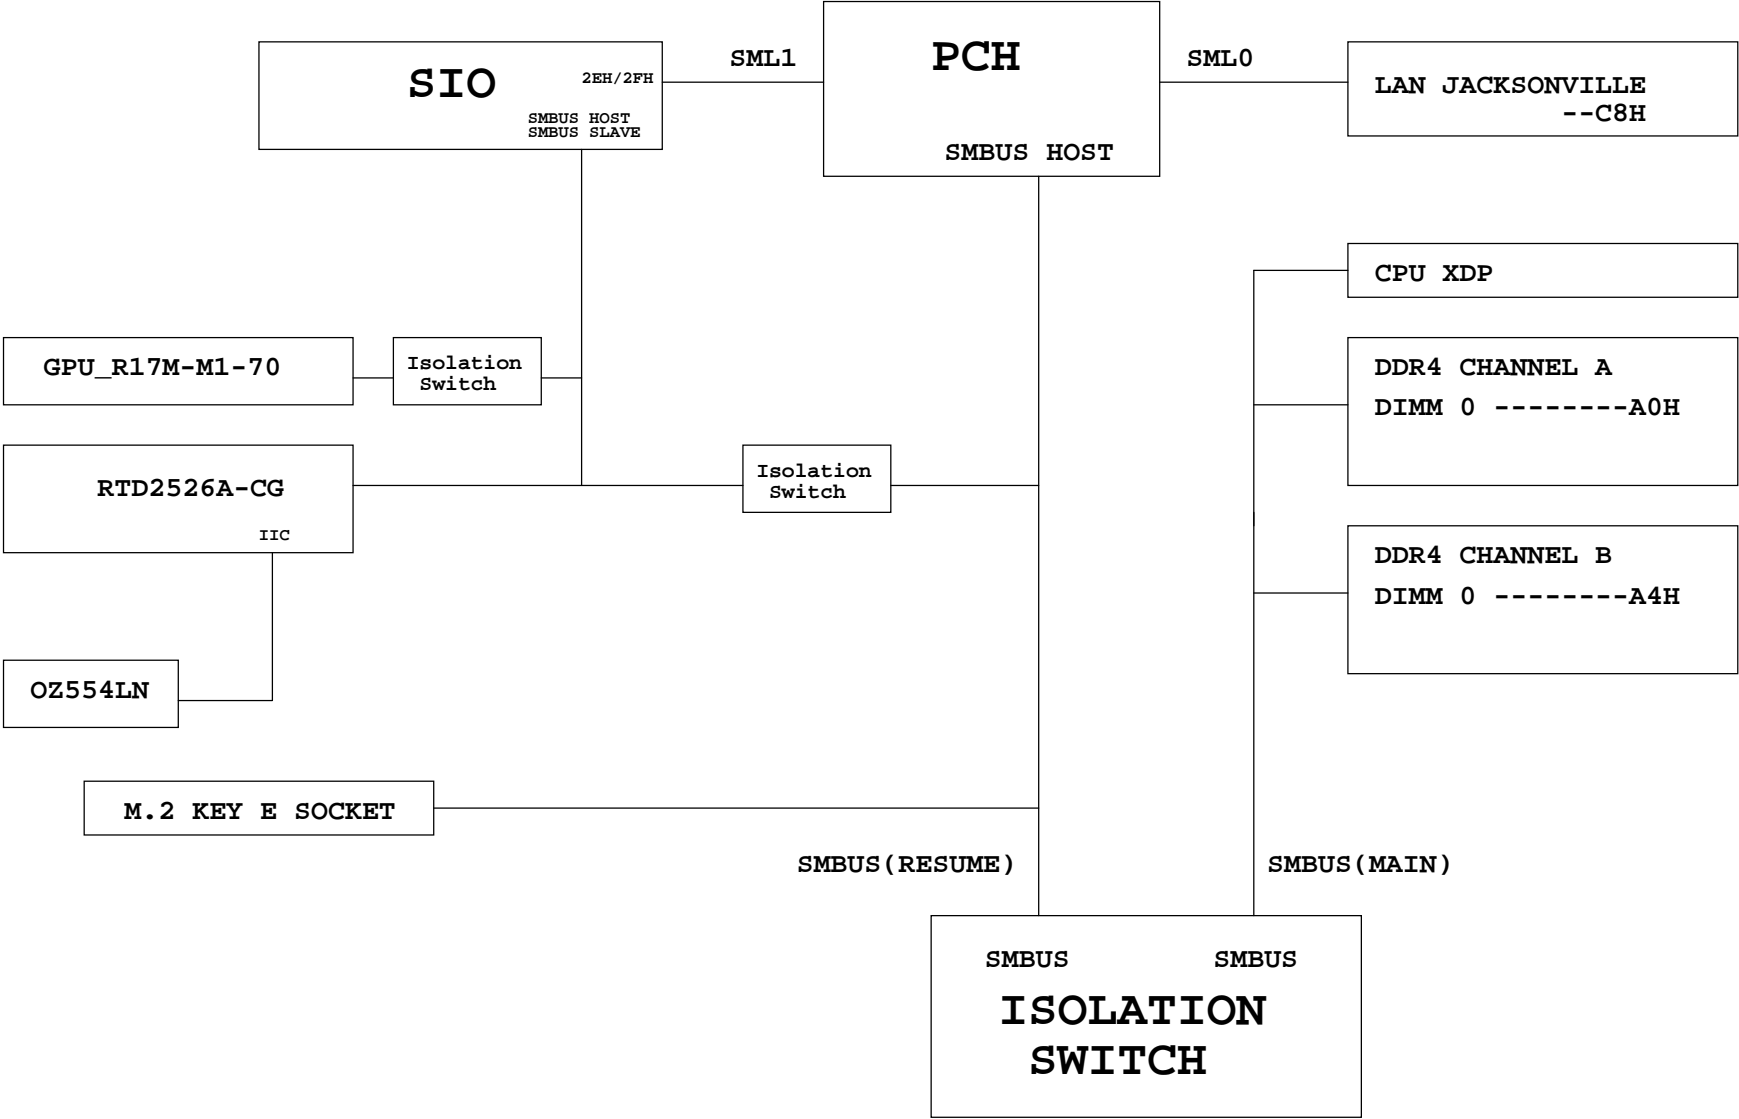 PCH
SML1
SML0
SIO
2EH/2FH
SMBUS HOST
SMBUS SLAVE
LAN JACKSONVILLE
--C8H
SMBUS HOST
CPU XDP
GPU_R17M-M1-70
Isolation
Switch
DDR4 CHANNEL A
DIMM 0 --------A0H
RTD2526A-CG
IIC
Isolation
Switch
DDR4 CHANNEL B
DIMM 0 --------A4H
OZ554LN
M.2 KEY E SOCKET
SMBUS(RESUME)
SMBUS(MAIN)
SMBUS
SMBUS
ISOLATION
SWITCH